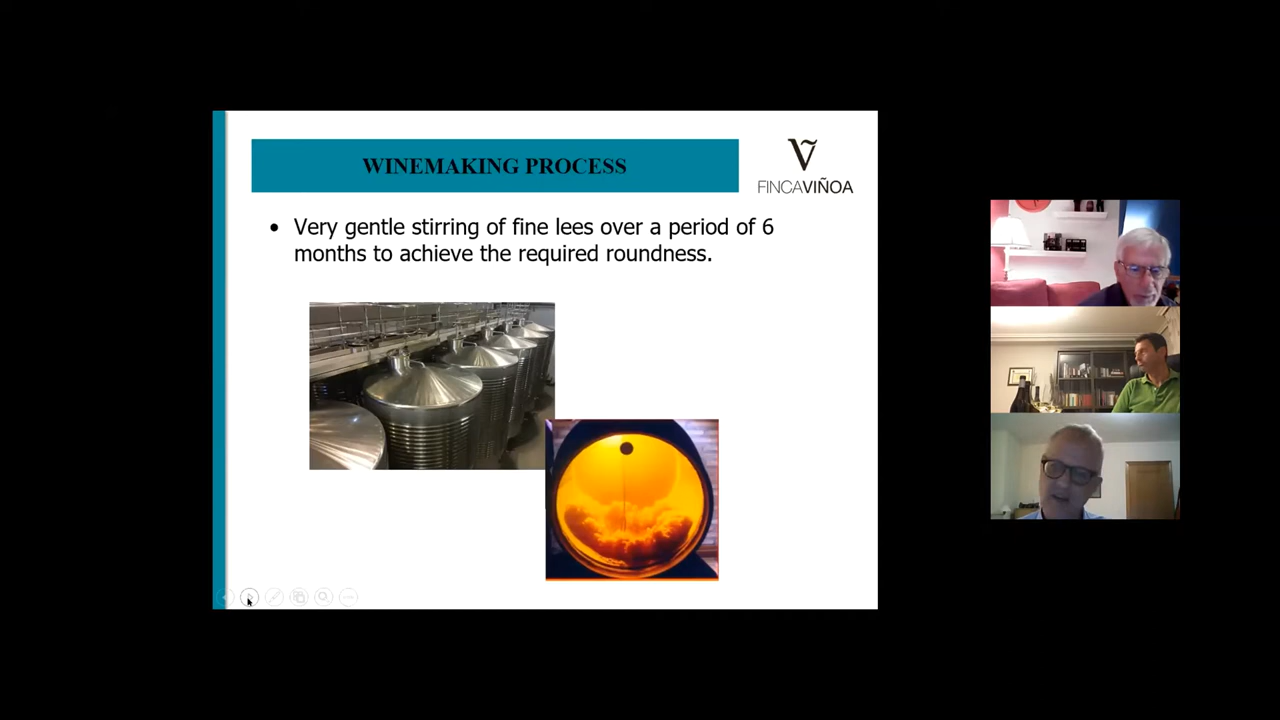 WINEMAKING PROCESS
Ṽ
FINCAVIÑOA
• Very gentle stirring of fine lees over a period of 6
months to achieve the required roundness.